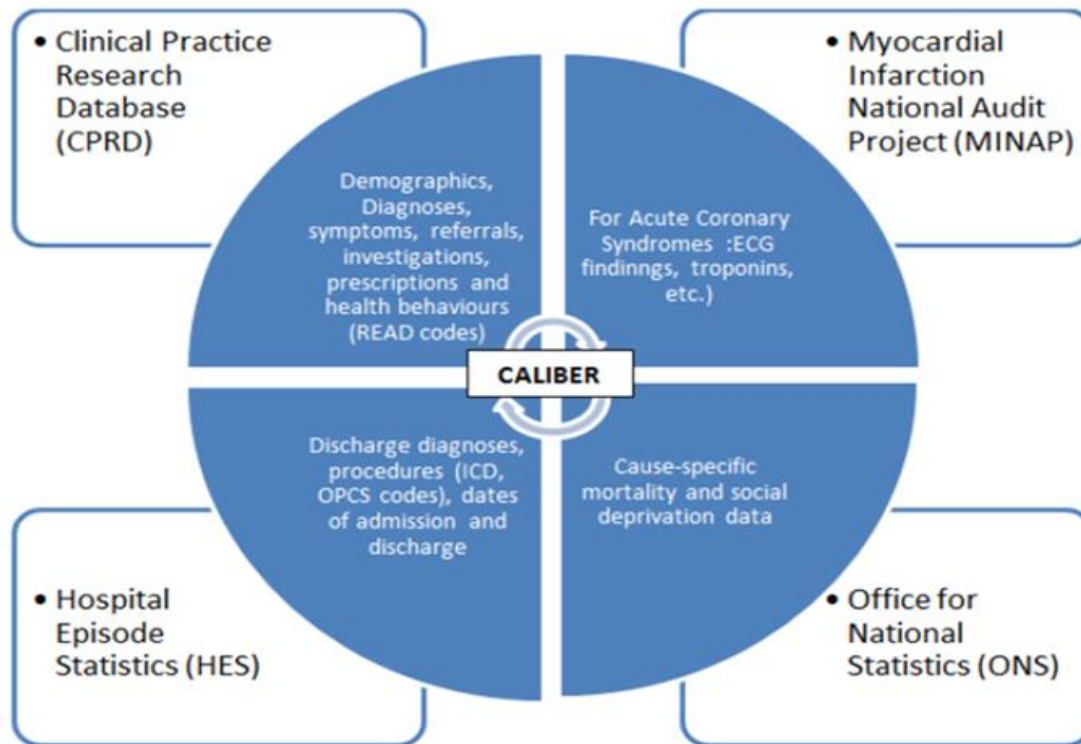 • Clinical Practice
Research
Database
(CPRD)
• Myocardial
Infarction
National Audit
Project (MINAP)
Demographics,
Diagnoses,
symptoms, referrals,
investigations,
prescriptions and
health behaviours
(READ codes)
For Acute Coronary
Syndromes :ECG
findinngs, troponins,
etc.)
CALIBER
Discharge diagnoses,
procedures (ICD,
OPCS codes), dates
of admission and
discharge
Cause-specific
mortality and social
deprivation data
• Hospital
Episode
Statistics (HES)
• Office for
National
Statistics (ONS)